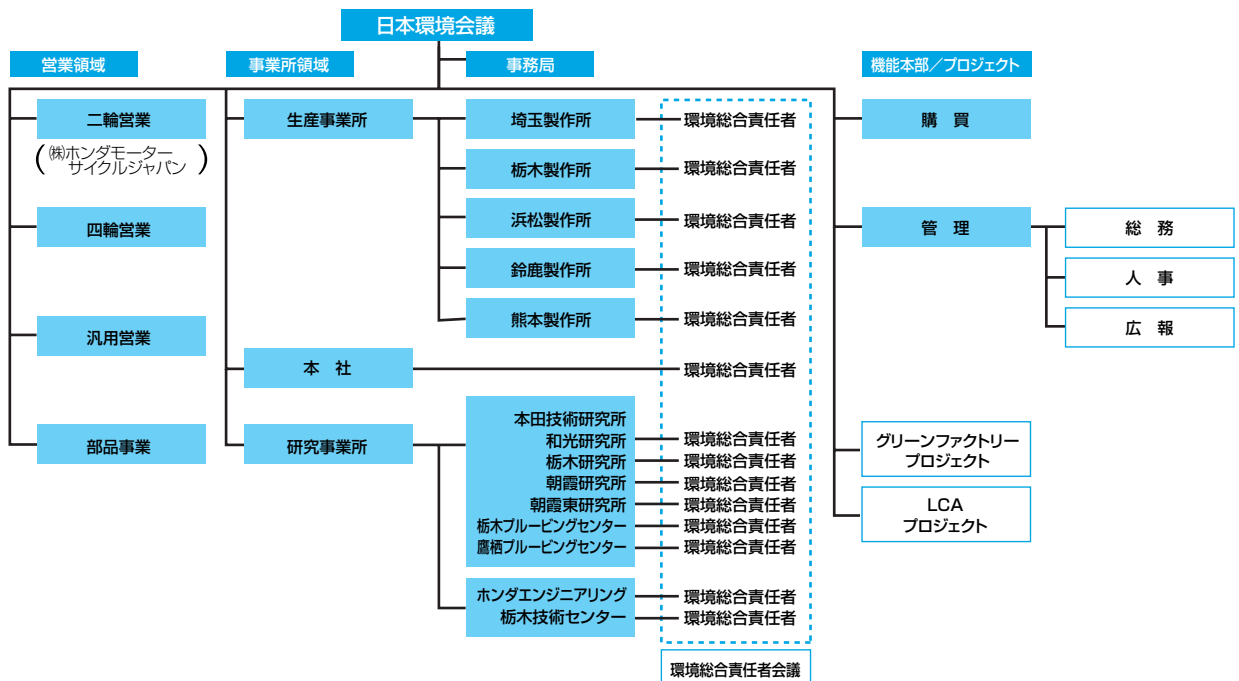 日本環境会議
営業領域
事業所領域
事務局
機能本部／プロジェクト
二輪営業
(㈱ホンダモーター
サイクルジャパン)
四輪営業
汎用営業
部品事業
生産事業所
埼玉製作所
環境総合責任者
栃木製作所
環境総合責任者
浜松製作所
環境総合責任者
鈴鹿製作所
環境総合責任者
熊本製作所
環境総合責任者
本　社
環境総合責任者
研究事業所
本田技術研究所
和光研究所
環境総合責任者
栃木研究所
環境総合責任者
朝霞研究所
環境総合責任者
朝霞東研究所
環境総合責任者
栃木プルービングセンター
環境総合責任者
鷹栖プルービングセンター
環境総合責任者
ホンダエンジニアリング
環境総合責任者
栃木技術センター
環境総合責任者
環境総合責任者会議
購　買
管　理
総　務
人　事
広　報
グリーンファクトリー
プロジェクト
LCA
プロジェクト